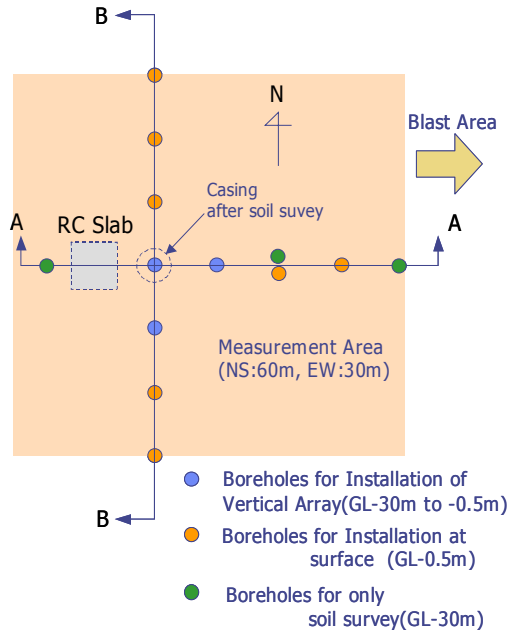 B
N
Blast Area
Casing
after soil suvey
A
RC Slab
A
Measurement Area
(NS:60m, EW:30m)
Boreholes for Installation of
Vertical Array(GL-30m to -0.5m)
B
Boreholes for Installation at
surface (GL-0.5m)
Boreholes for only
soil survey(GL-30m)